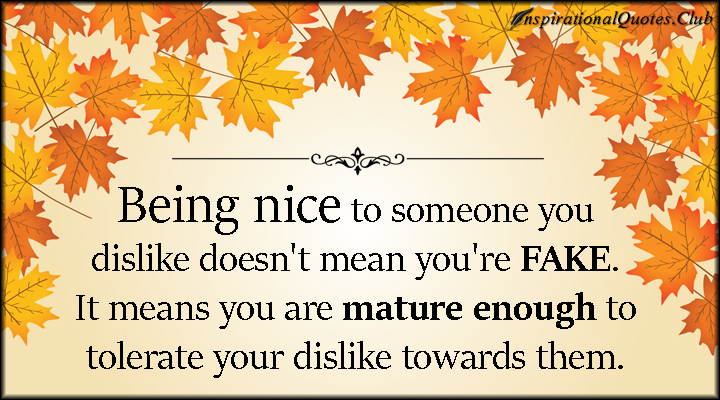 InspirationalQuotes.Club
Being nice to someone you
dislike doesn't mean you're FAKE.
It means you are mature enough to
tolerate your dislike towards them.